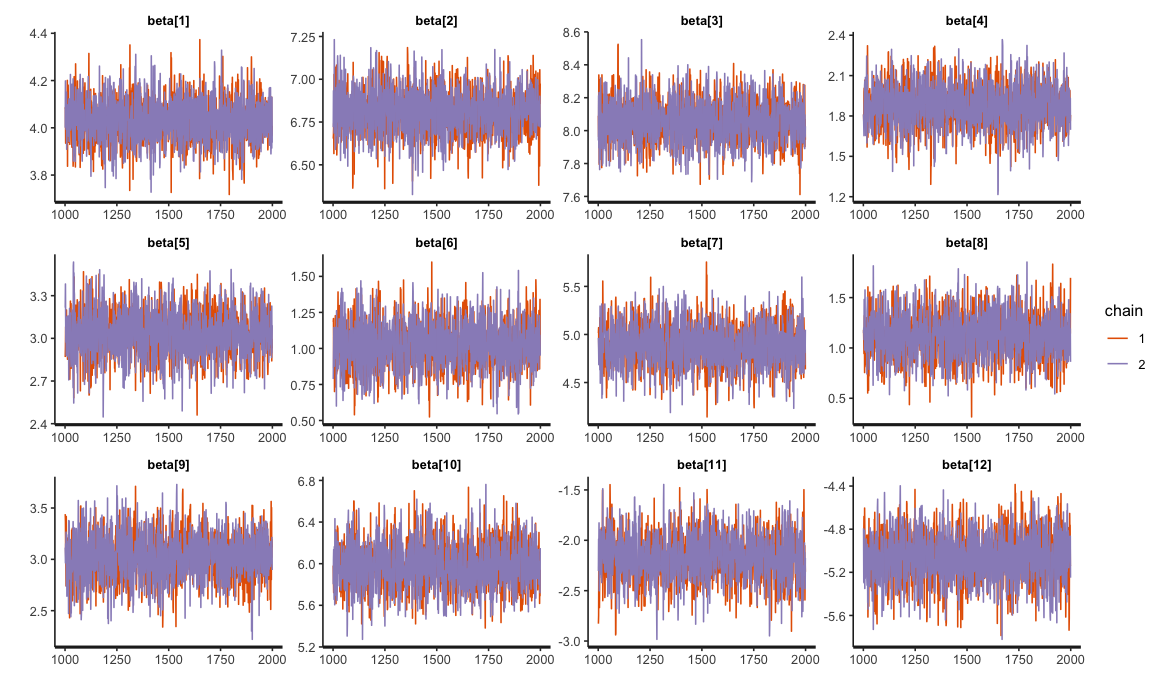 beta[1] beta[2] beta[3] beta[4]
4.4 4.2 4.0 3.8
7.25 7.00 6.75 6.50
8.6 8.4 8.2 8.0 7.8 7.6
2.4 2.1 1.8 1.5 1.2
1000 1250 1500 1750 2000 1000 1250 1500 1750 2000 1000 1250 1500 1750 2000 1000 1250 1500 1750 2000
beta[5] beta[6] beta[7] beta[8]
3.3 3.0 2.7 2.4
1.50 1.25 1.00 0.75 0.50
5.5 5.0 4.5
1.5 1.0 0.5
1000 1250 1500 1750 2000 1000 1250 1500 1750 2000 1000 1250 1500 1750 2000 1000 1250 1500 1750 2000
beta[9] beta[10] beta[11] beta[12]
3.5 3.0 2.5
6.8 6.4 6.0 5.6 5.2
-1.5 -2.0 -2.5 -3.0
-4.4 -4.8 -5.2 -5.6
1000 1250 1500 1750 2000 1000 1250 1500 1750 2000 1000 1250 1500 1750 2000 1000 1250 1500 1750 2000
chain
1
2